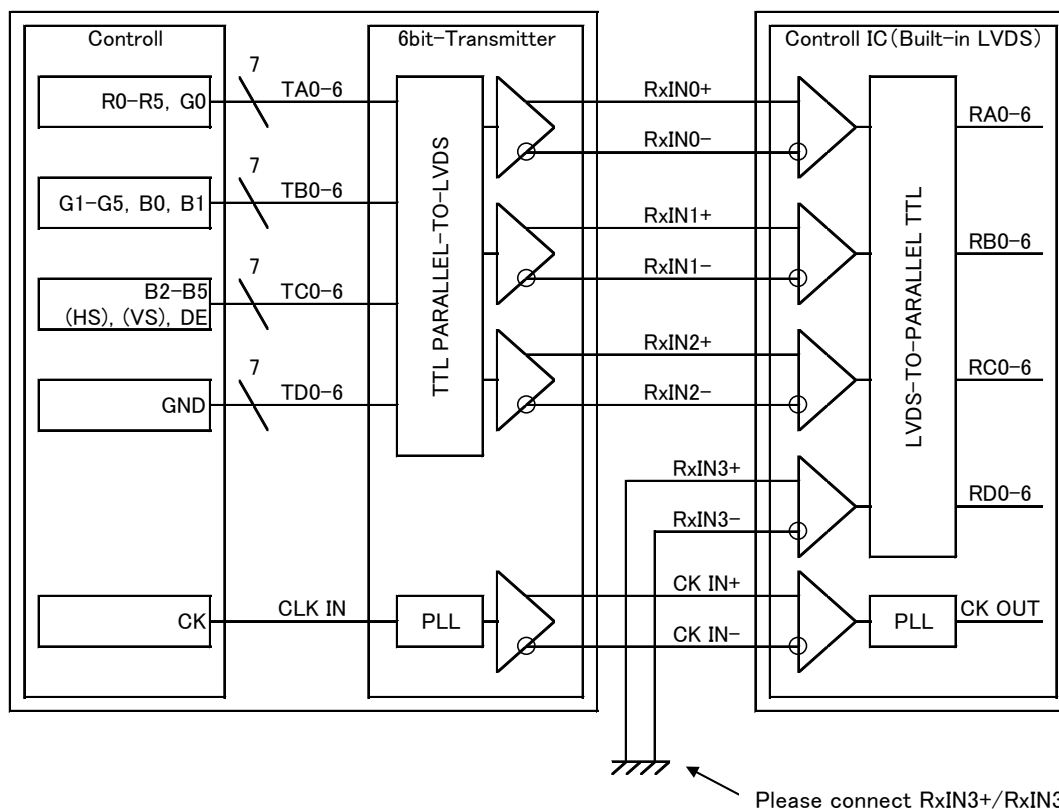 Controll
6bit-Transmitter
Controll IC(Built-in LVDS)
R0-R5, G0
7
TA0-6
RxIN0+
RxIN0-
RA0-6
G1-G5, B0, B1
7
TB0-6
RxIN1+
RxIN1-
RB0-6
B2-B5
(HS), (VS), DE
7
TC0-6
RxIN2+
RxIN2-
RC0-6
GND
7
TD0-6
TTL PARALLEL-TO-LVDS
LVDS-TO-PARALLEL TTL
RxIN3+
RxIN3-
RD0-6
CK
CLK IN
PLL
CK IN+
CK IN-
PLL
CK OUT
Please connect RxIN3+/RxIN3